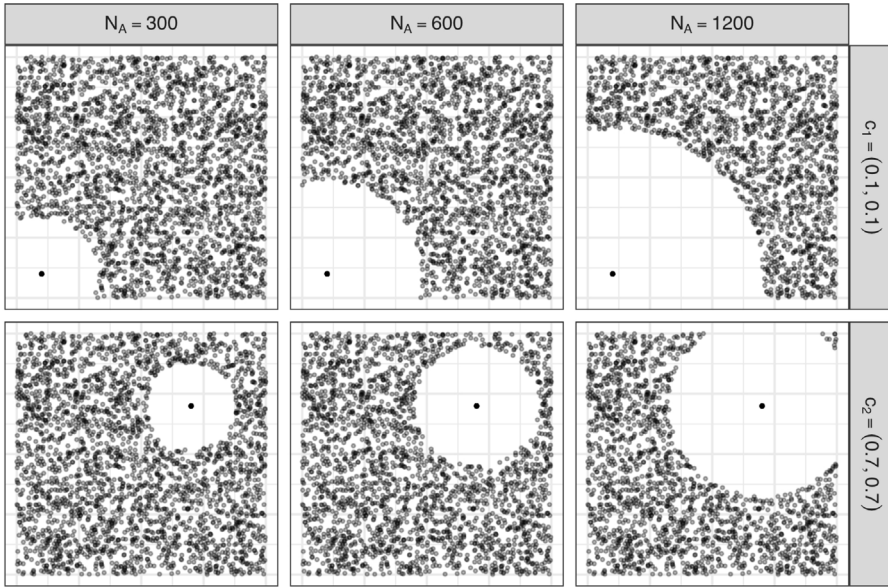 N_A = 300
N_A = 600
N_A = 1200
c_1 = (0.1, 0.1)
c_2 = (0.7, 0.7)